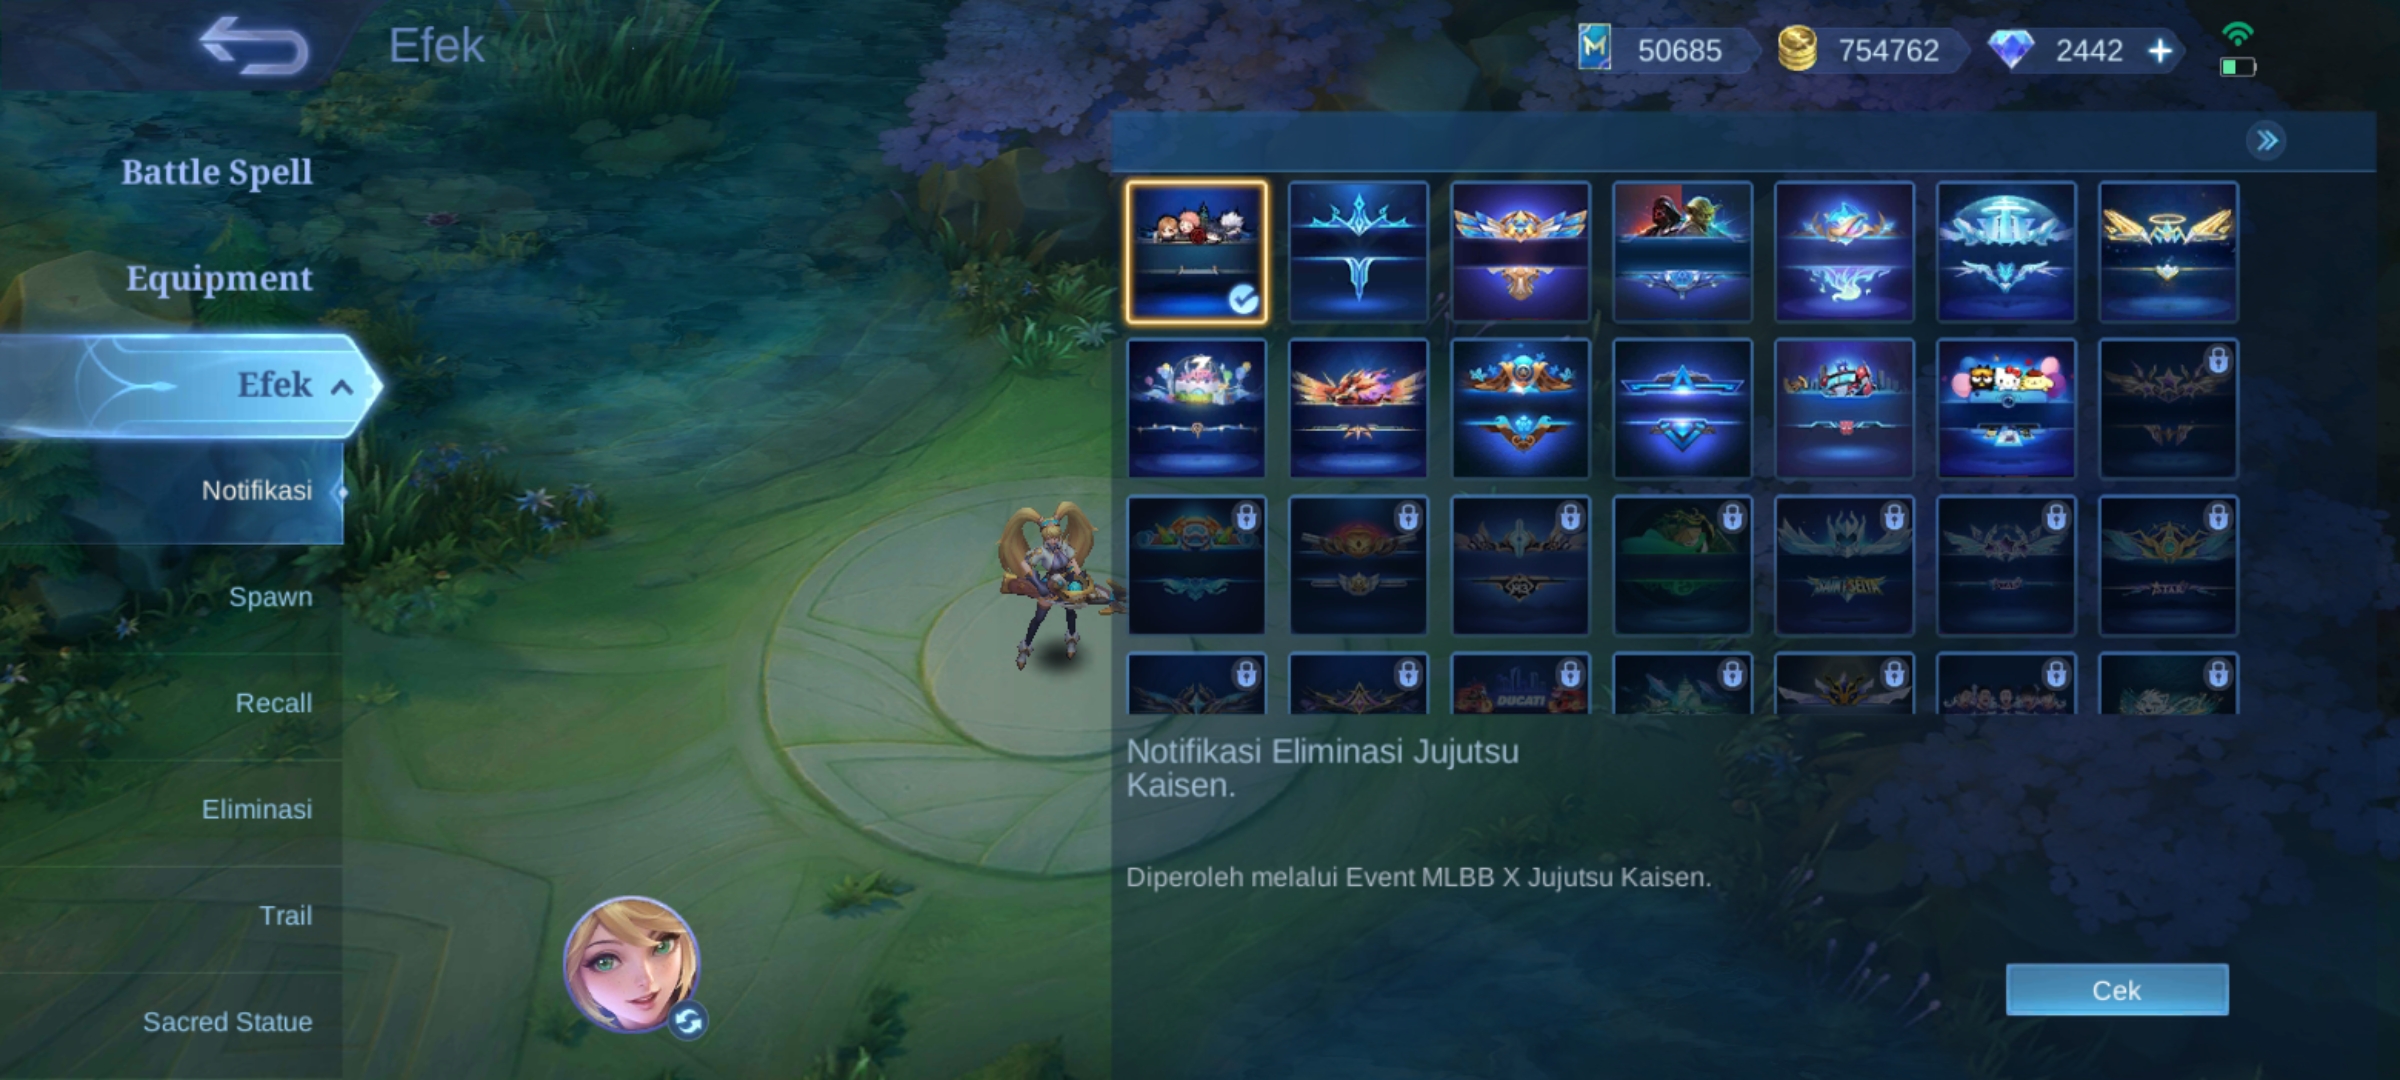 Efek
50685
754762
2442
Battle Spell
Equipment
Efek
Notifikasi
Spawn
Recall
Eliminasi
Trail
Sacred Statue
DUCATI
Notifikasi Eliminasi Jujutsu
Kaisen.
Diperoleh melalui Event MLBB X Jujutsu Kaisen.
Cek